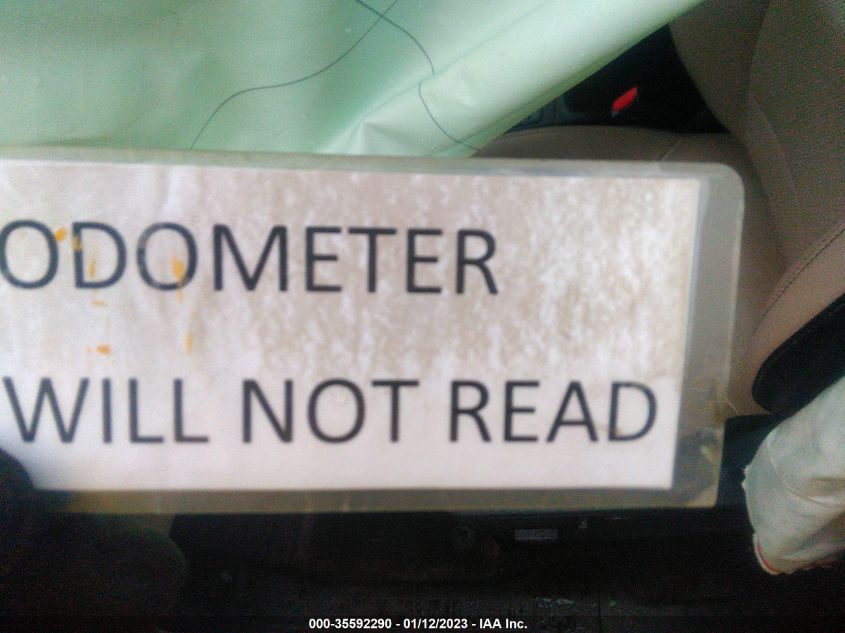 ODOMETER
WILL NOT READ
000-35592290 - 01/12/2023 - IAA Inc.